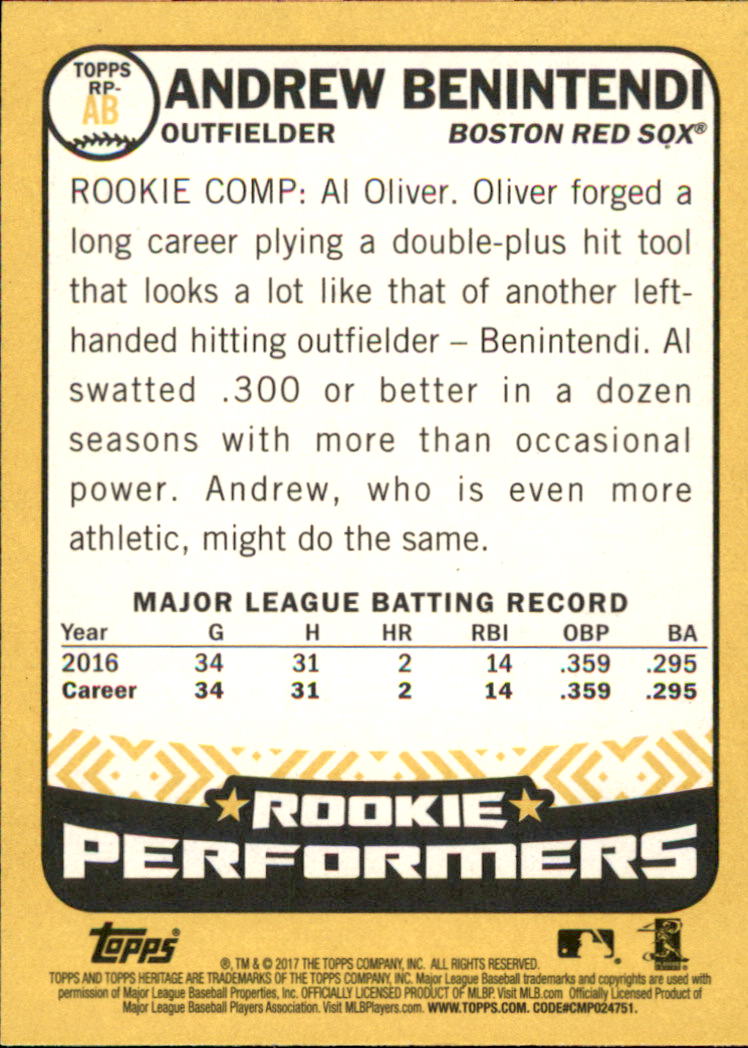 TOPPS
RP-
AB
ANDREW BENINTENDI
OUTFIELDER BOSTON RED SOX®
ROOKIE COMP: Al Oliver. Oliver forged a
long career plying a double-plus hit tool
that looks a lot like that of another left-
handed hitting outfielder – Benintendi. Al
swatted .300 or better in a dozen
seasons with more than occasional
power. Andrew, who is even more
athletic, might do the same.
MAJOR LEAGUE BATTING RECORD
Year G H HR RBI OBP BA
2016 34 31 2 14 .359 .295
Career 34 31 2 14 .359 .295
ROOKIE
PERFORMERS
Topps®
®, TM & © 2017 THE TOPPS COMPANY, INC. ALL RIGHTS RESERVED.
TOPPS AND TOPPS HERITAGE ARE TRADEMARKS OF THE TOPPS COMPANY, INC. Major League Baseball trademarks and copyrights are used with
permission of Major League Baseball Properties, Inc. OFFICIALLY LICENSED PRODUCT OF MLBP. Visit MLB.com Officially Licensed Product of
Major League Baseball Players Association. Visit MLBPlayers.com. WWW.TOPPS.COM. CODE#CMP024751.